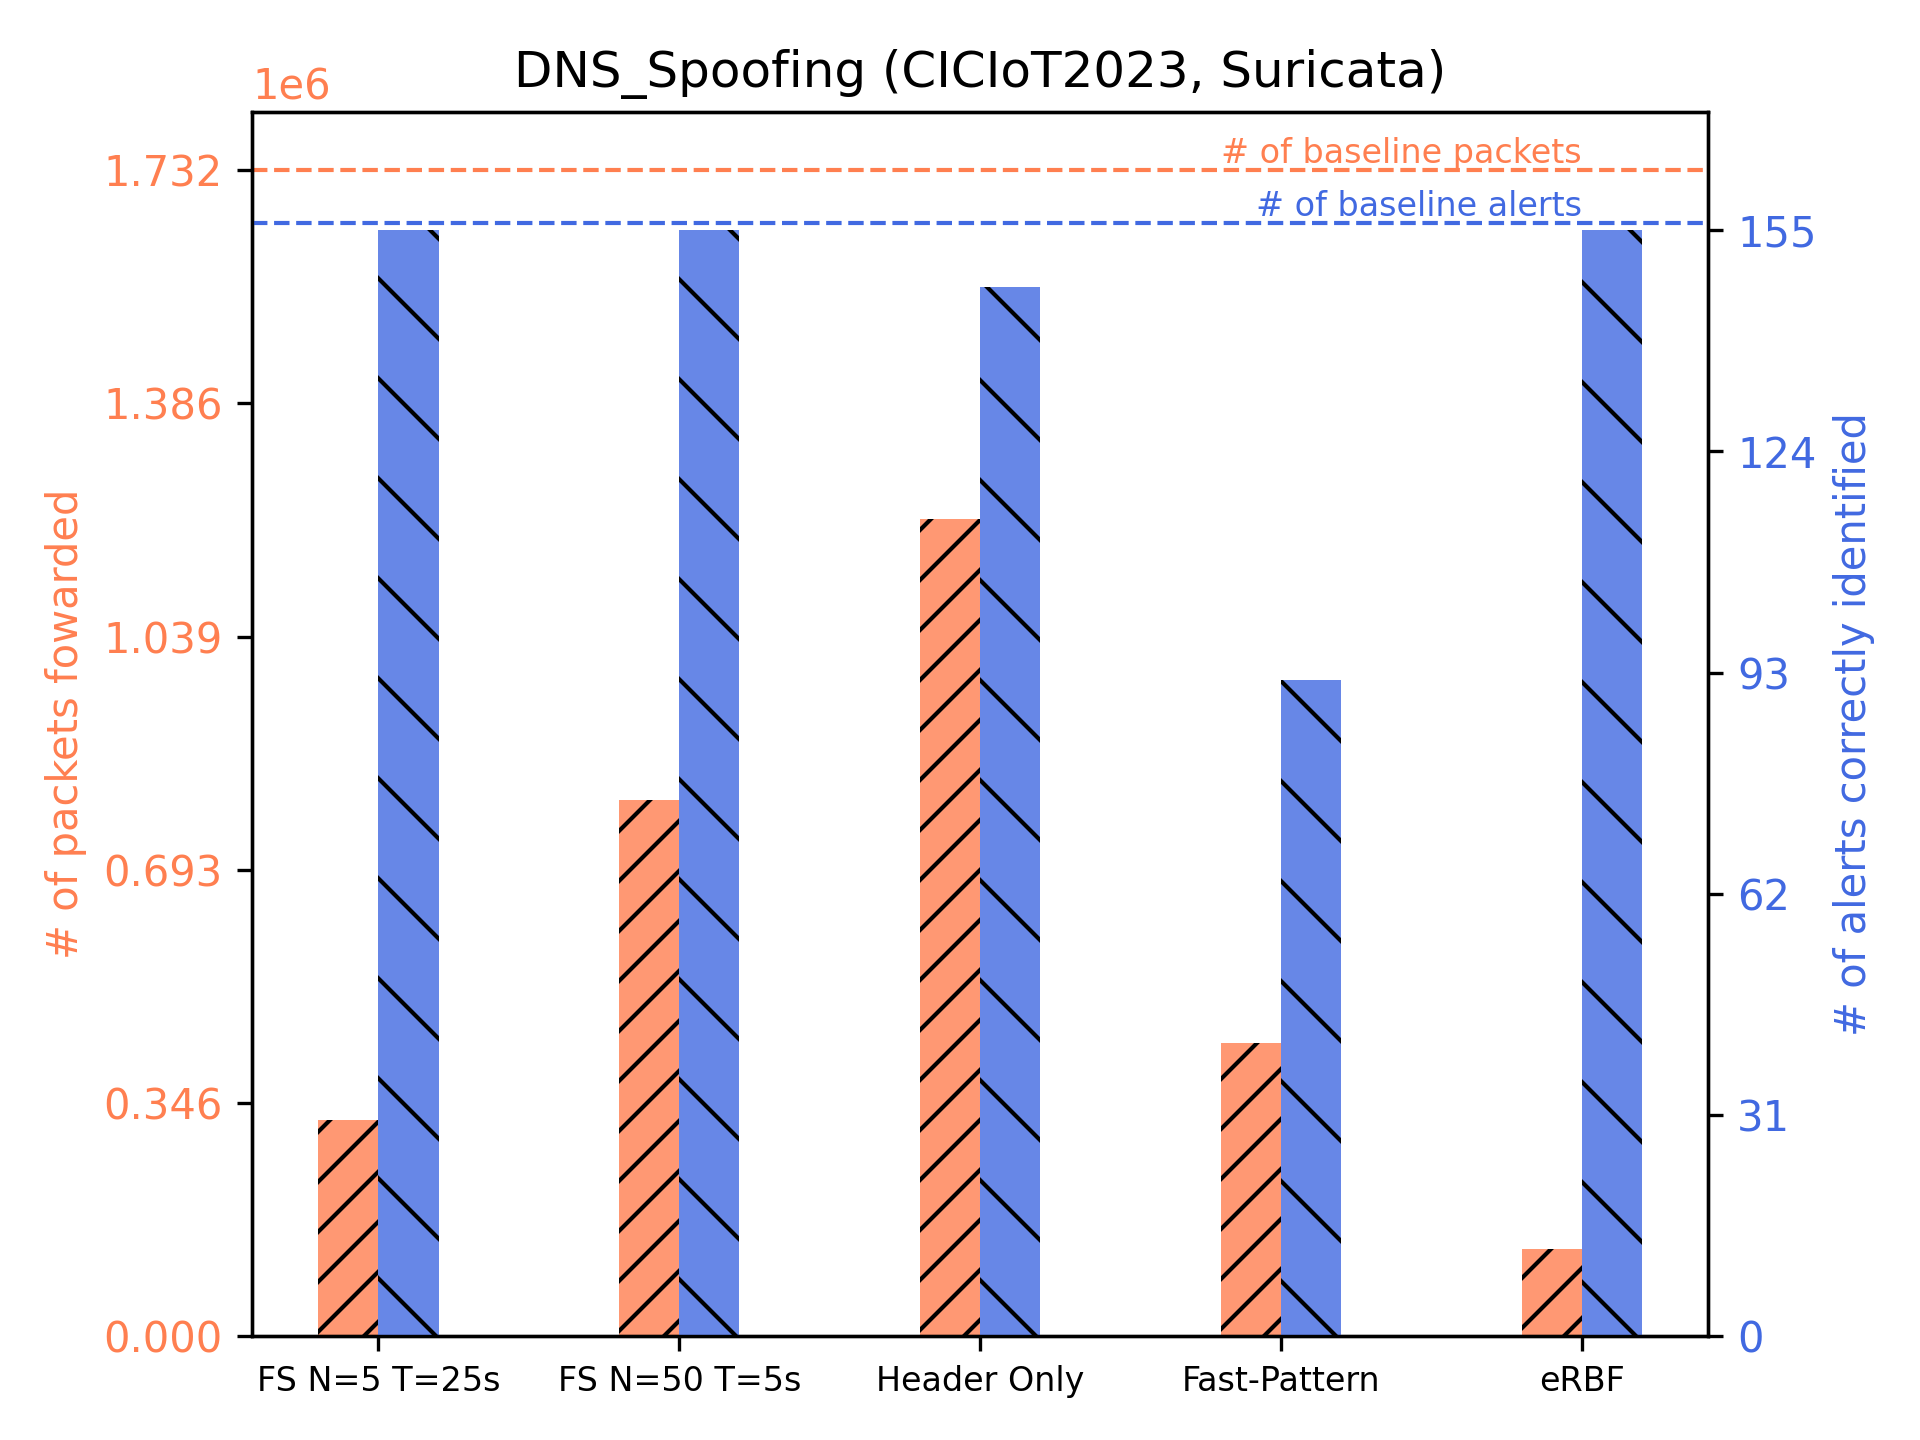 DNS_Spoofing (CICIoT2023, Suricata)
1e6
# of baseline packets
# of baseline alerts
1.732
1.386
1.039
0.693
0.346
0.000
# of packets fowarded
155
124
93
62
31
0
# of alerts correctly identified
FS N=5 T=25s
FS N=50 T=5s
Header Only
Fast-Pattern
eRBF